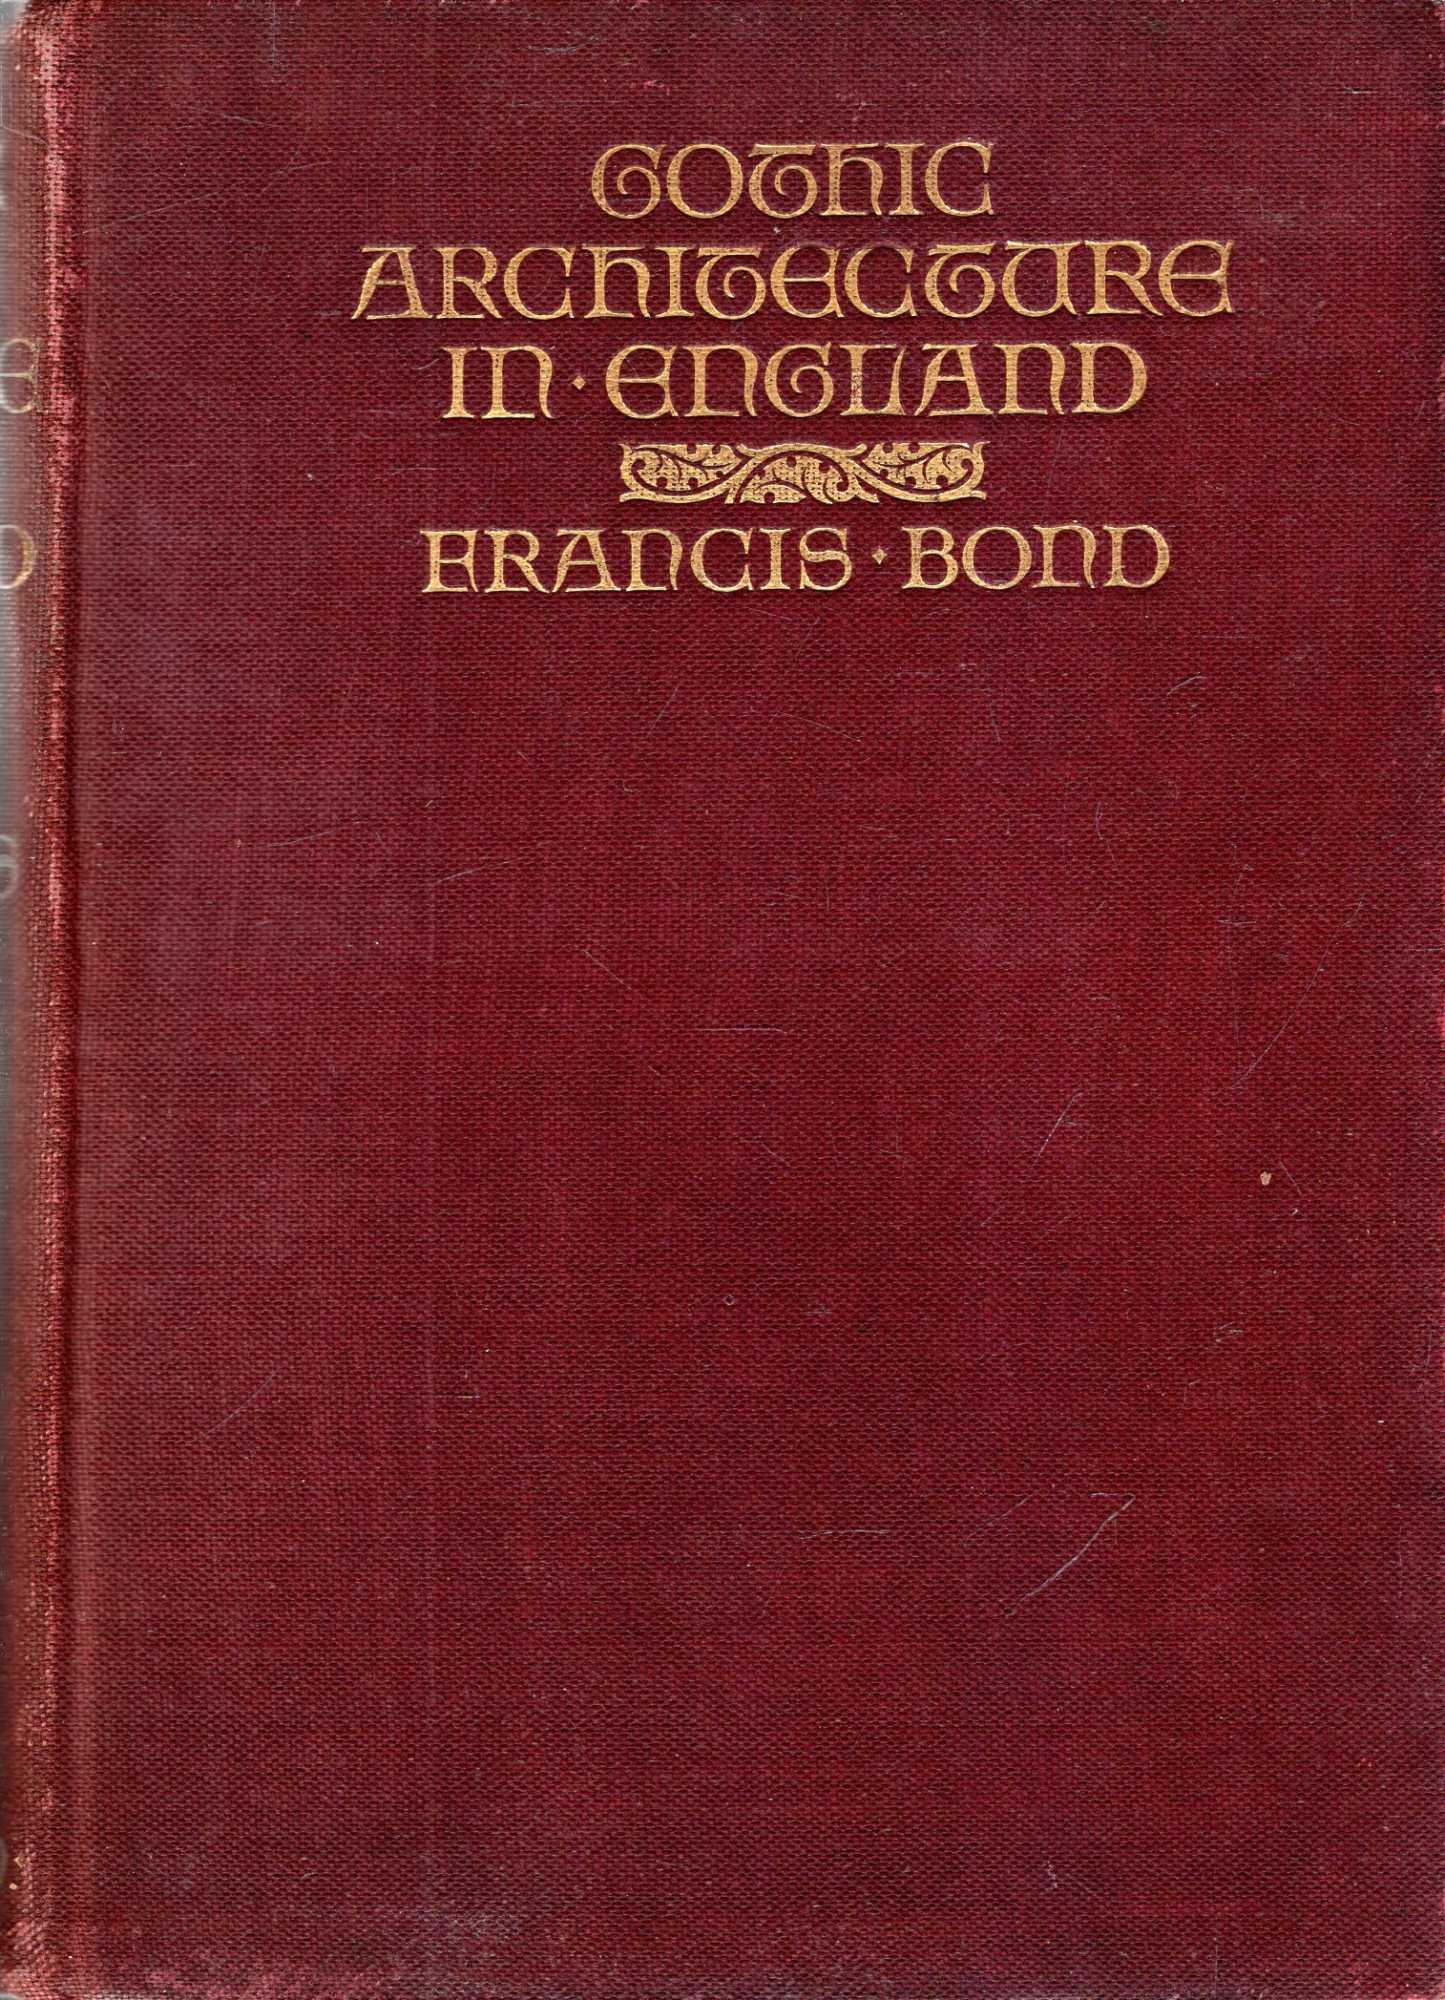 GOTHIC
ARCHITECTURE
IN · ENGLAND
FRANCIS · BOND